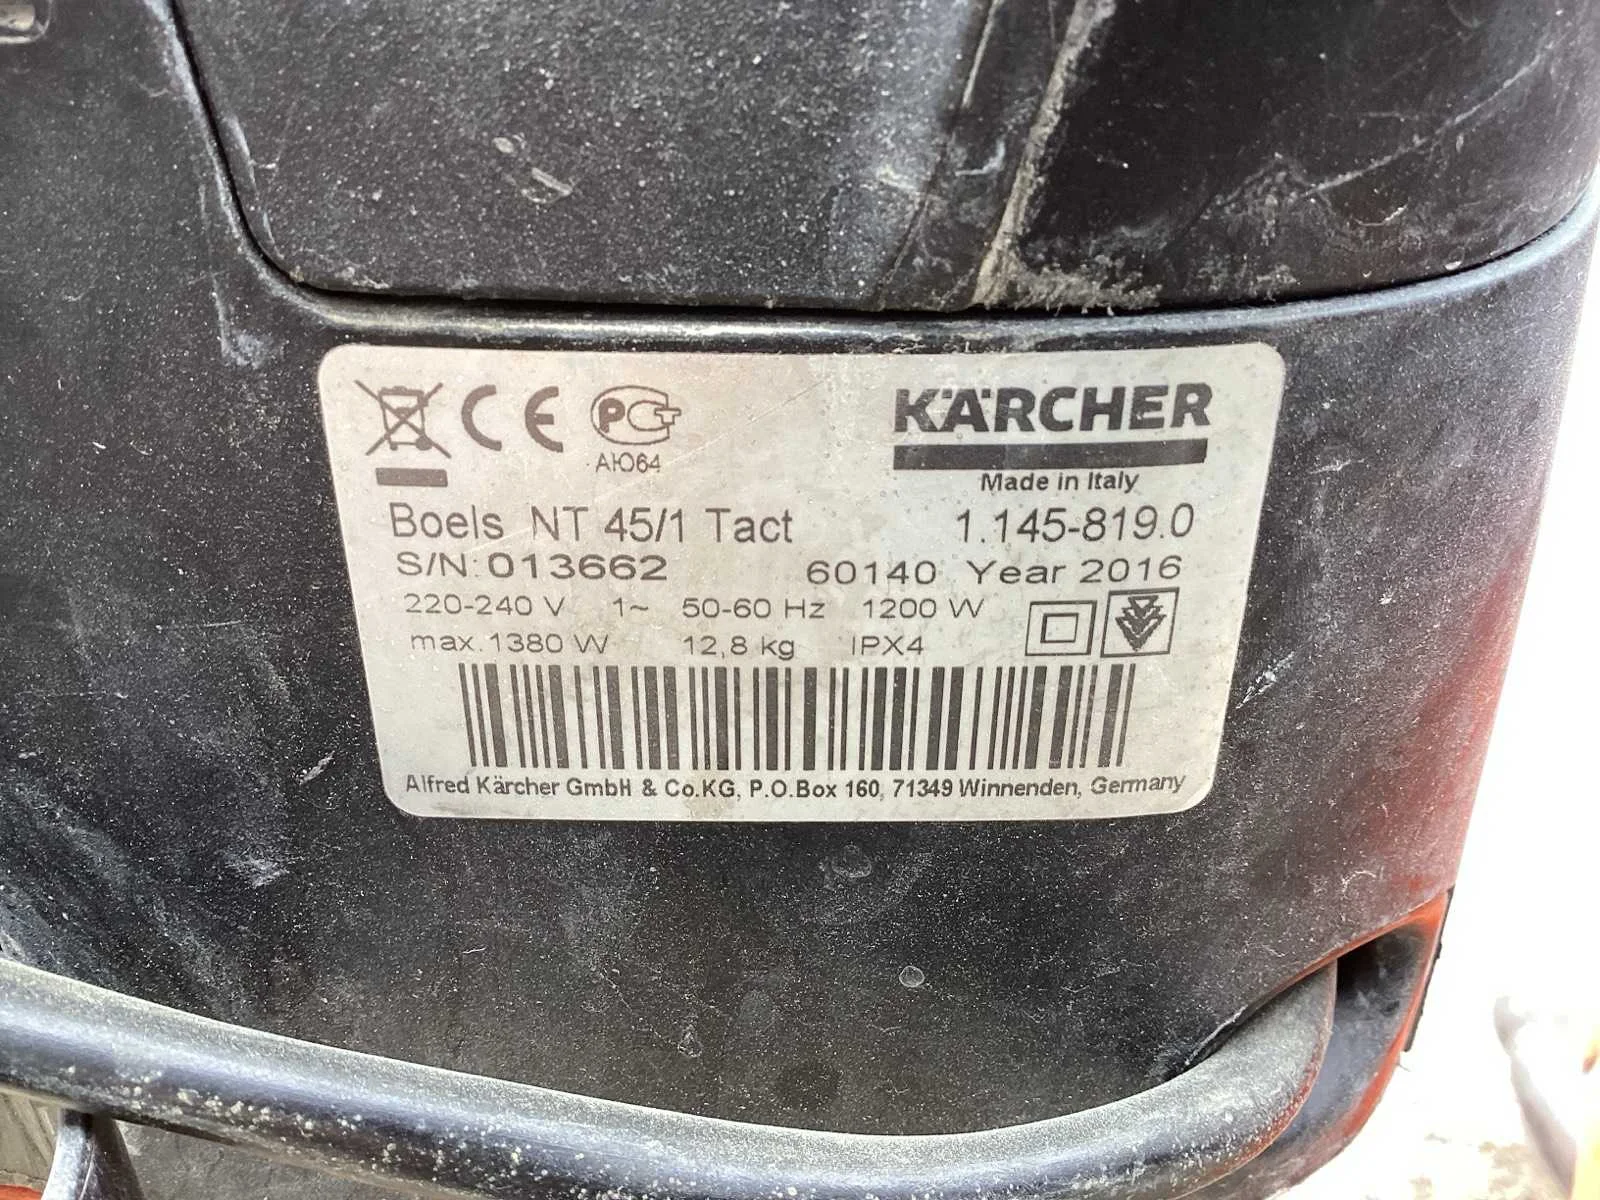 KÄRCHER
CE
PCT
АЮ64
Made in Italy
Boels NT 45/1 Tact 1.145-819.0
S/N:013662 60140 Year 2016
220-240 V 1~ 50-60 Hz 1200 W
max.1380 W 12,8 kg IPX4
Alfred Kärcher GmbH & Co.KG, P.O.Box 160, 71349 Winnenden, Germany